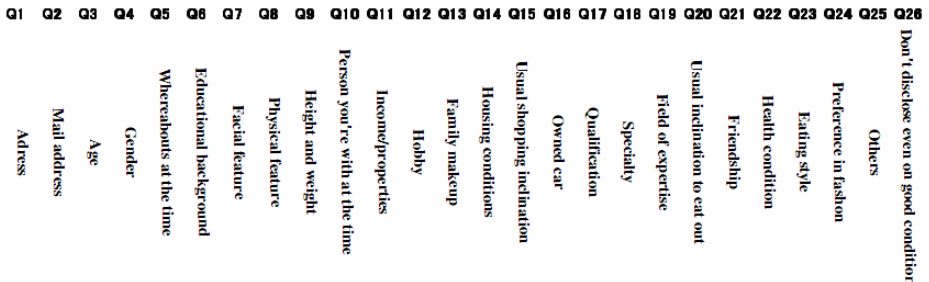 Q1 Q2 Q3 Q4 Q5 Q6 Q7 Q8 Q9 Q10 Q11 Q12 Q13 Q14 Q15 Q16 Q17 Q18 Q19 Q20 Q21 Q22 Q23 Q24 Q25 Q26
Adress
Mail address
Age
Gender
Whereabouts at the time
Educational background
Facial feature
Physical feature
Height and weight
Person you're with at the time
Income/properties
Hobby
Family makeup
Housing conditions
Usual shopping inclination
Owned car
Qualification
Specialty
Field of expertise
Usual inclination to eat out
Friendship
Health condition
Eating style
Preference in fashon
Others
Don't disclose even on good condition